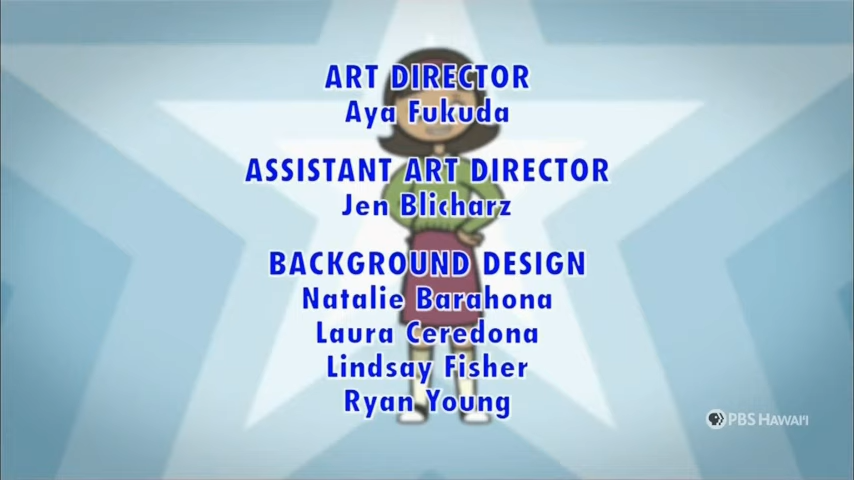 ART DIRECTOR
Aya Fukuda
ASSISTANT ART DIRECTOR
Jen Blicharz
BACKGROUND DESIGN
Natalie Barahona
Laura Ceredona
Lindsay Fisher
Ryan Young
PBS HAWAI'I